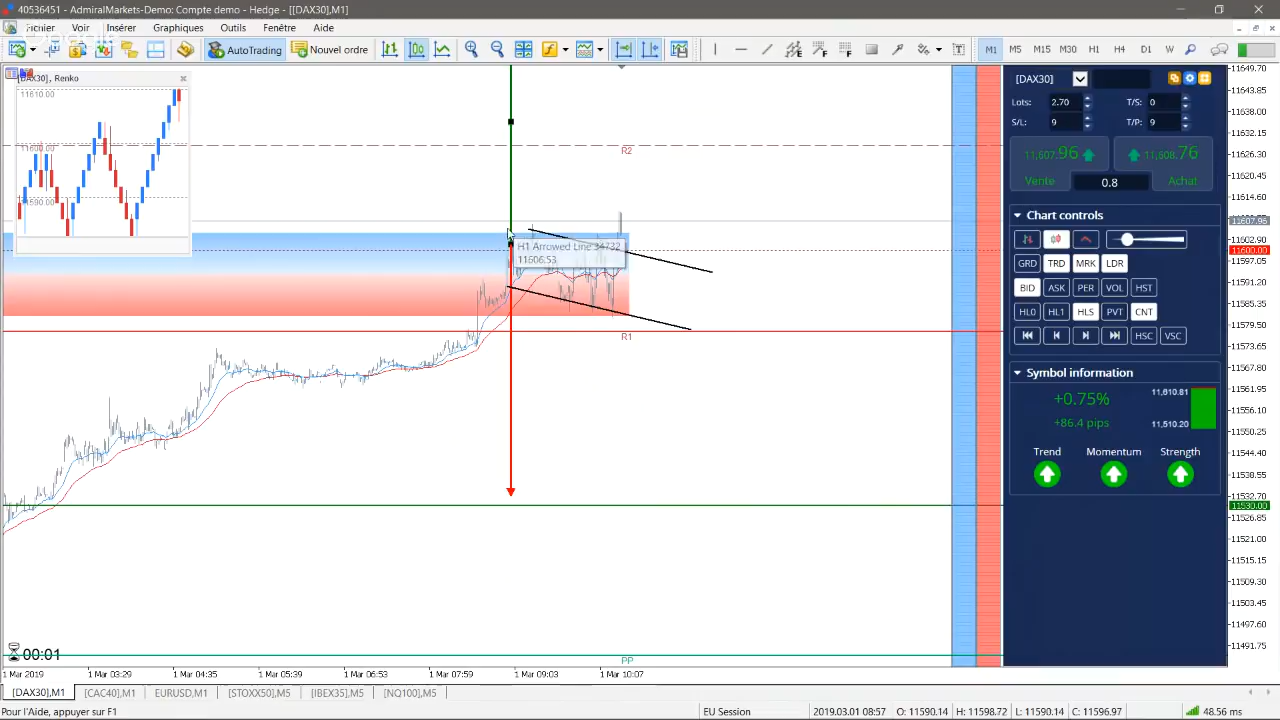 40536451 - AdmiralMarkets-Demo: Compte demo - Hedge - [[DAX30],M1]
Fichier Voir Insérer Graphiques Outils Fenêtre Aide
AutoTrading Nouvel ordre M1 M5 M15 M30 H1 H4 D1 W
[DAX30], Renko
11610.00
11600.00
11590.00
R2
H1 Arrowed Line:34732
11606.53
R1
PP
00:01
1 Mar 2019 1 Mar 03:29 1 Mar 04:35 1 Mar 05:39 1 Mar 06:53 1 Mar 07:59 1 Mar 09:03 1 Mar 10:07
11649.70
11643.85
11638.00
11632.15
11626.30
11620.45
11614.60
11607.95
11602.90
11600.00
11597.05
11591.20
11585.35
11579.50
11573.65
11567.80
11561.95
11556.10
11550.25
11544.40
11538.55
11532.70
11530.00
11526.85
11521.00
11515.15
11509.30
11503.45
11497.60
11491.75
[DAX30]
Lots: 2.70 T/S: 0
S/L: 9 T/P: 9
11,607.96 11,608.76
Vente 0.8 Achat
Chart controls
GRD TRD MRK LDR
BID ASK PER VOL HST
HL0 HL1 HLS PVT CNT
HSC VSC
Symbol information
+0.75% 11,610.81
+86.4 pips 11,510.20
Trend Momentum Strength
[DAX30],M1 [CAC40],M1 EURUSD,M1 [STOXX50],M5 [IBEX35],M5 [NQ100],M5
Pour l'Aide, appuyer sur F1 EU Session 2019.03.01 08:57 O: 11590.14 H: 11598.72 L: 11590.14 C: 11596.97 48.56 ms